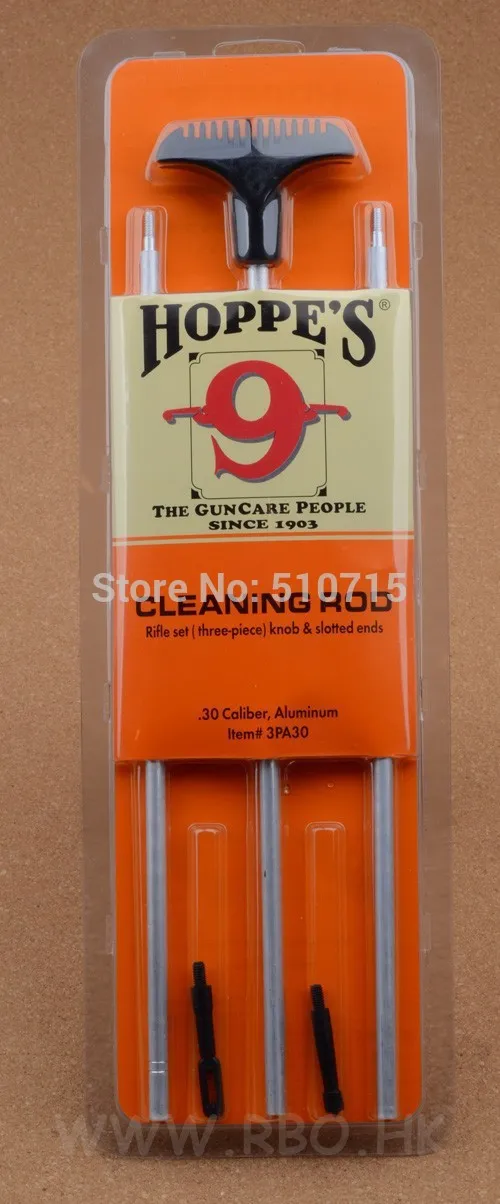 HOPPE'S®
9
THE GUNCARE PEOPLE
SINCE 1903
Store No: 510715
CLEANING ROD
Rifle set ( three-piece) knob & slotted ends
.30 Caliber, Aluminum
Item# 3PA30
WWW.RBO.HK